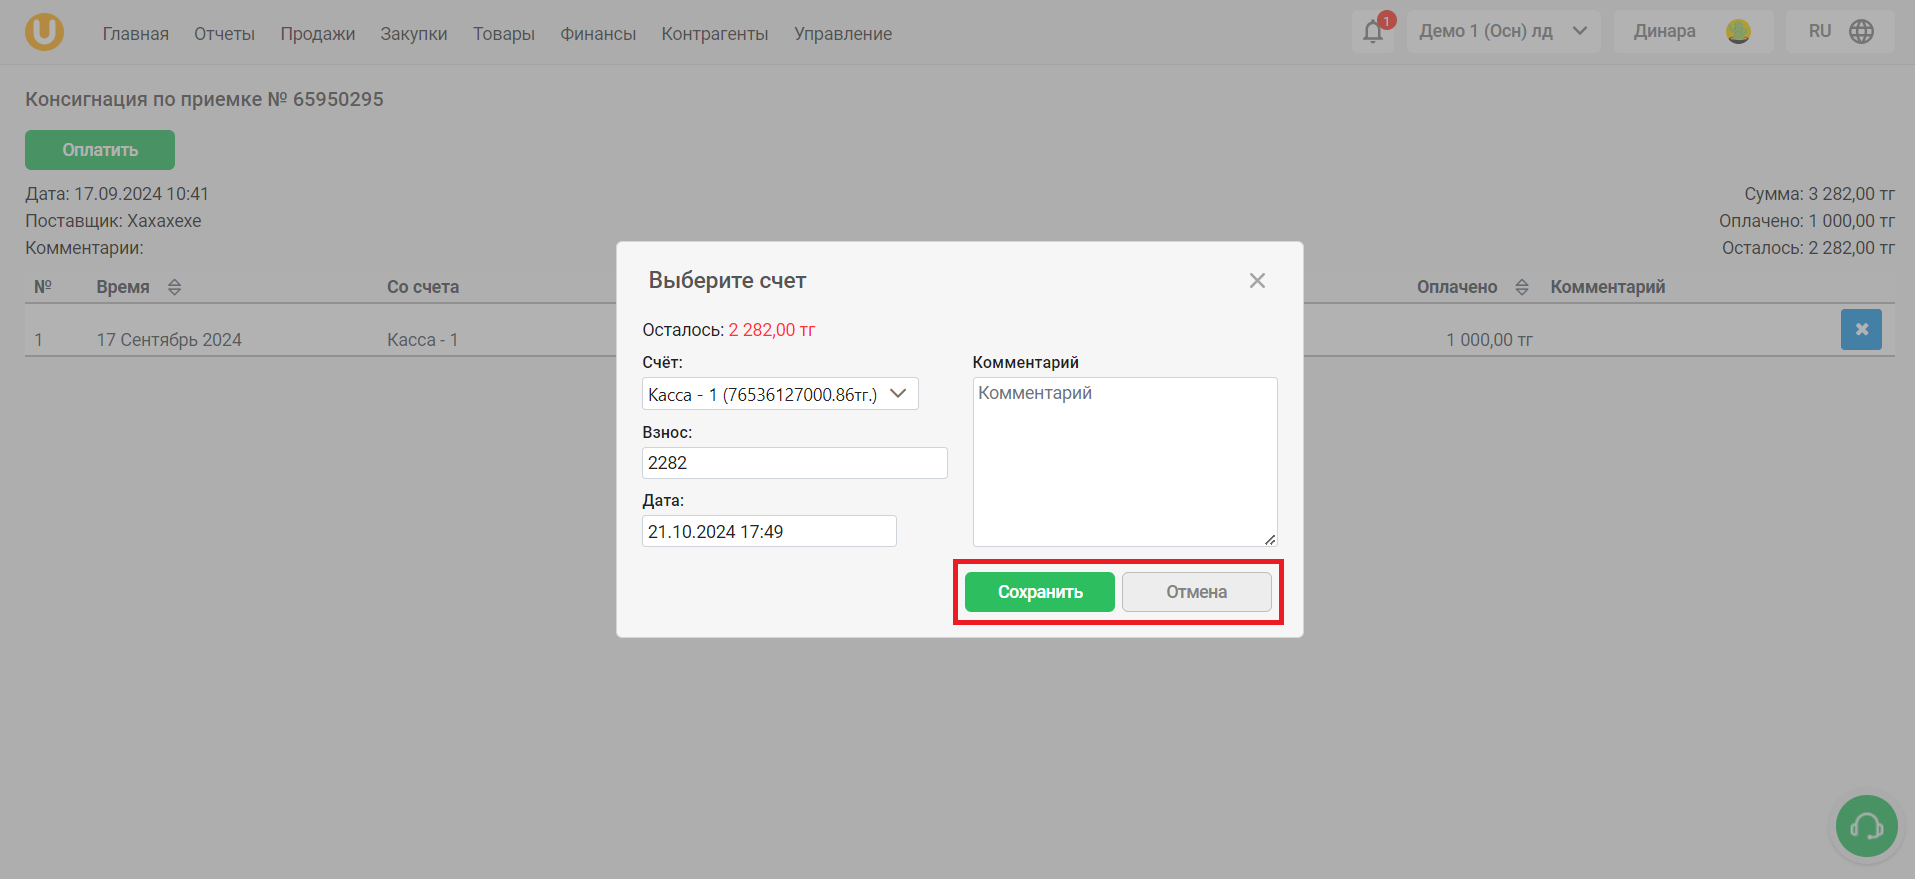 Главная Отчеты Продажи Закупки Товары Финансы Контрагенты Управление 1 Демо 1 (Осн) лд Динара RU
Консигнация по приемке № 65950295
Оплатить
Дата: 17.09.2024 10:41 Сумма: 3 282,00 тг
Поставщик: Хахахехе Оплачено: 1 000,00 тг
Комментарии: Осталось: 2 282,00 тг
№ Время Со счета Оплачено Комментарий
1 17 Сентябрь 2024 Касса - 1 1 000,00 тг
Выберите счет
Осталось: 2 282,00 тг
Счёт:
Касса - 1 (76536127000.86тг.)
Взнос:
2282
Дата:
21.10.2024 17:49
Комментарий
Комментарий
Сохранить Отмена